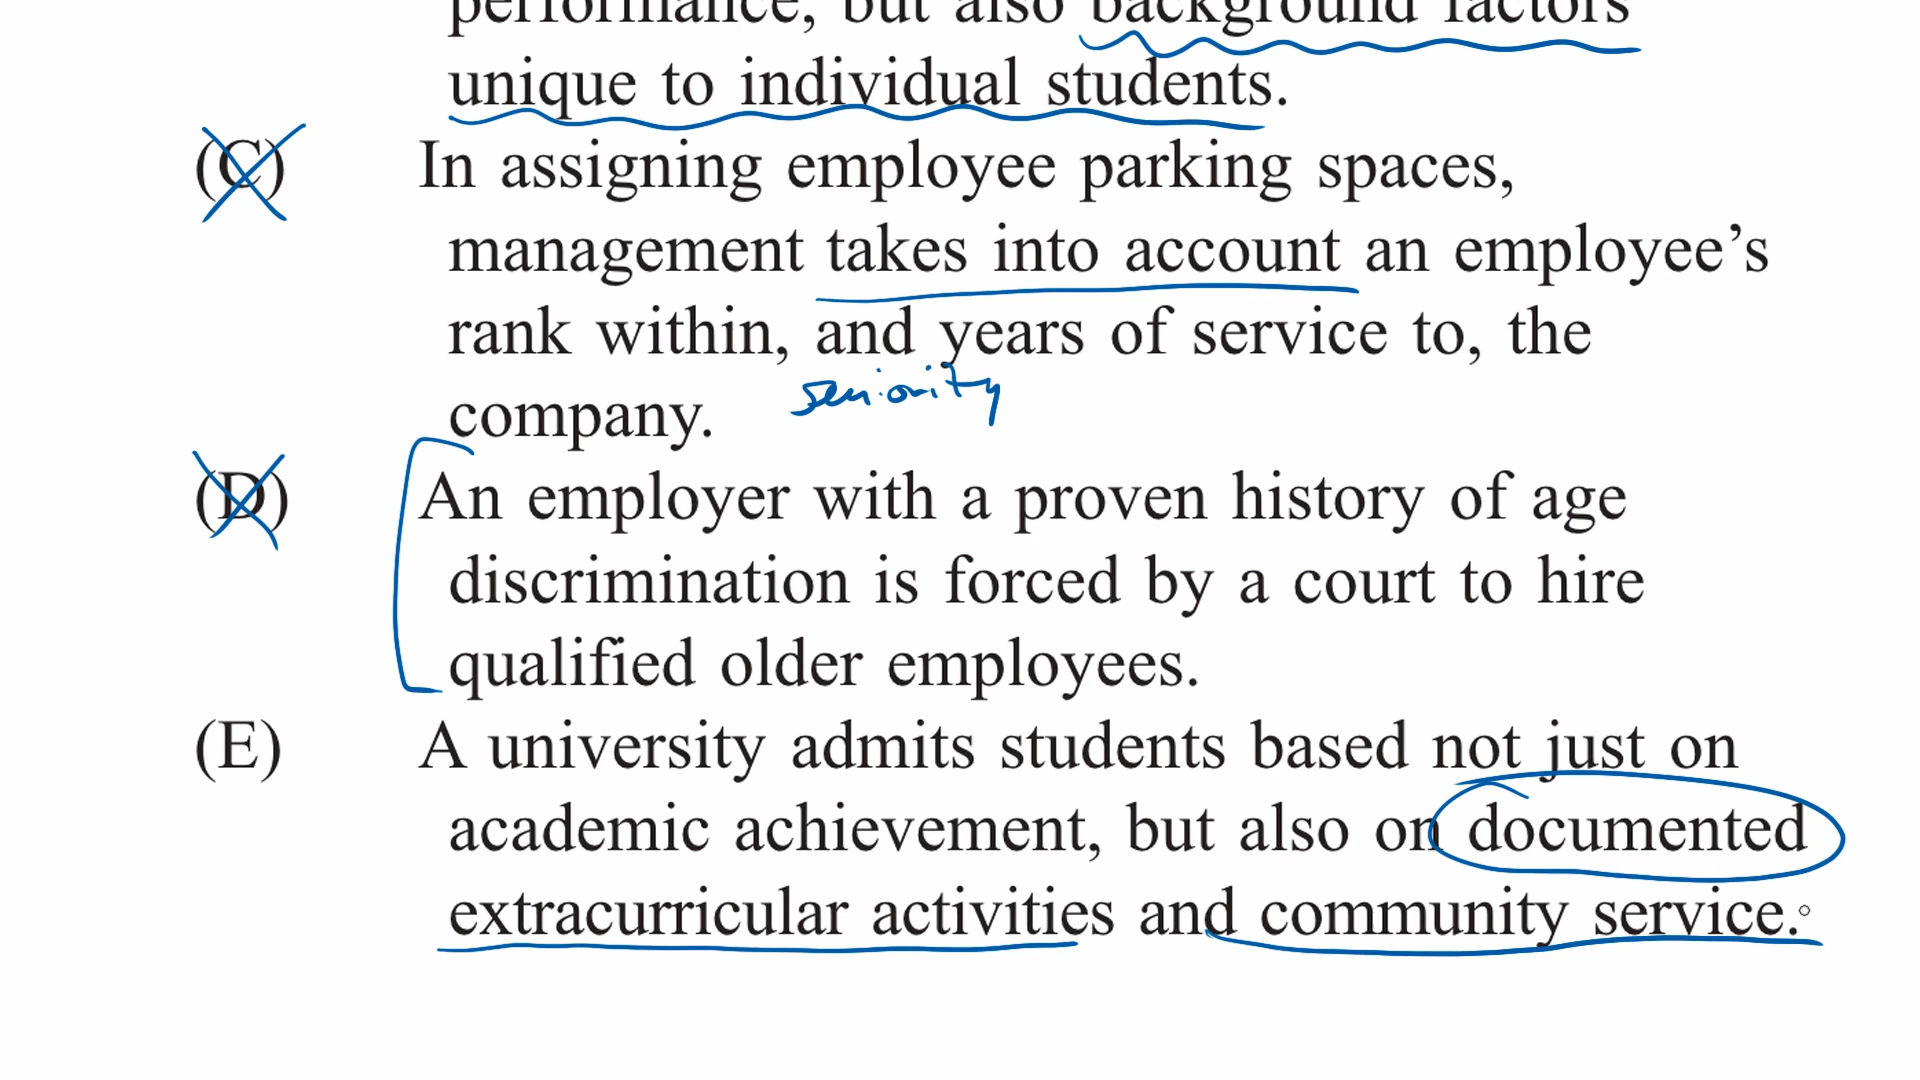 performance, but also background factors
unique to individual students.
(C) In assigning employee parking spaces,
management takes into account an employee’s
rank within, and years of service to, the
seniority
company.
(D) An employer with a proven history of age
discrimination is forced by a court to hire
qualified older employees.
(E) A university admits students based not just on
academic achievement, but also on documented
extracurricular activities and community service.